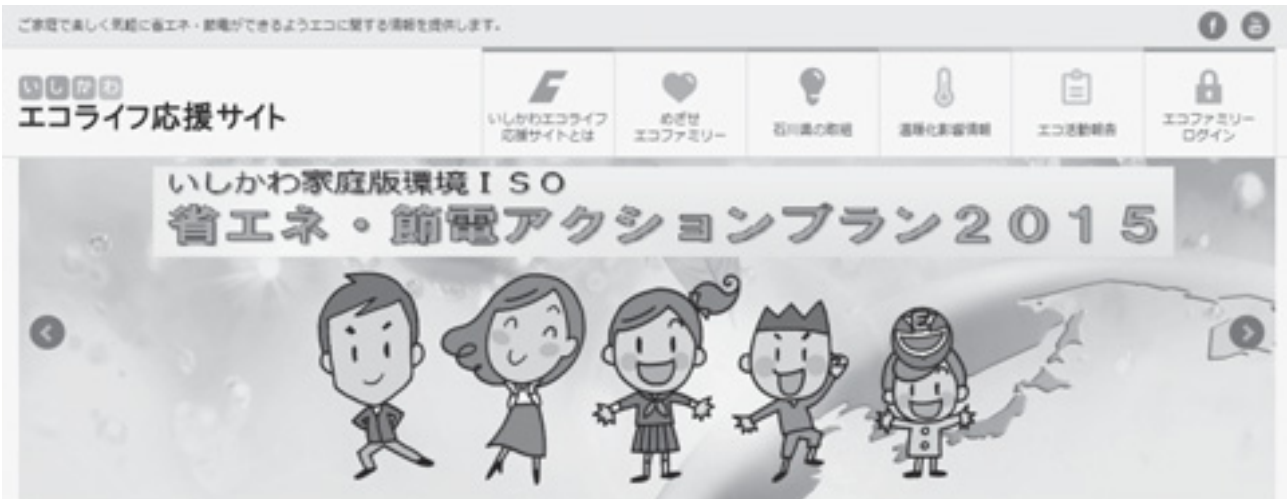 ご家庭で楽しく気軽に省エネ・節電ができるようエコに関する情報を提供します。
いしかわ
エコライフ応援サイト
いしかわエコライフ
応援サイトとは
めざせ
エコファミリー
石川県の取組
温暖化影響情報
エコ活動報告
エコファミリー
ログイン
いしかわ家庭版環境ISO
省エネ・節電アクションプラン2015